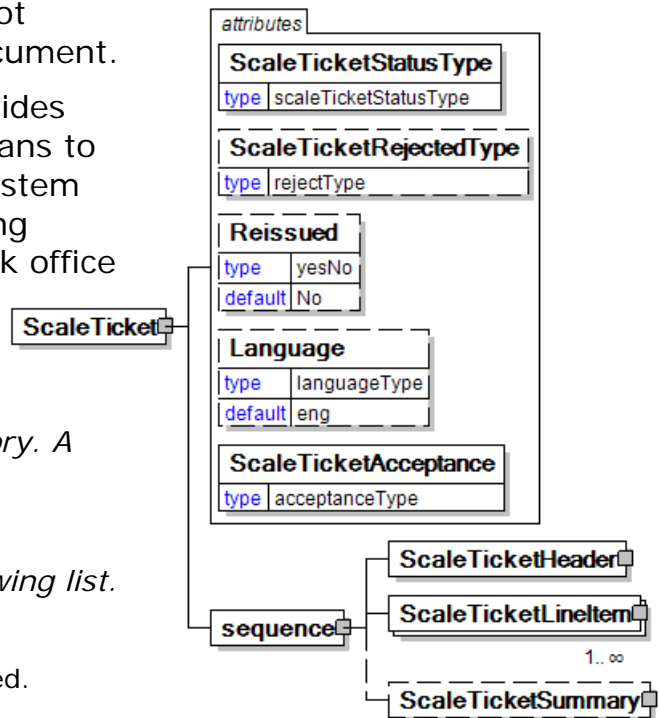 ot
cument.
ides
ans to
stem
ng
k office
ory. A
wing list.
ed.
attributes
ScaleTicketStatusType
type scaleTicketStatusType
ScaleTicketRejectedType
type rejectType
Reissued
type yesNo
default No
Language
type languageType
default eng
ScaleTicketAcceptance
type acceptanceType
ScaleTicket
sequence
ScaleTicketHeader
ScaleTicketLineItem
1.. ∞
ScaleTicketSummary